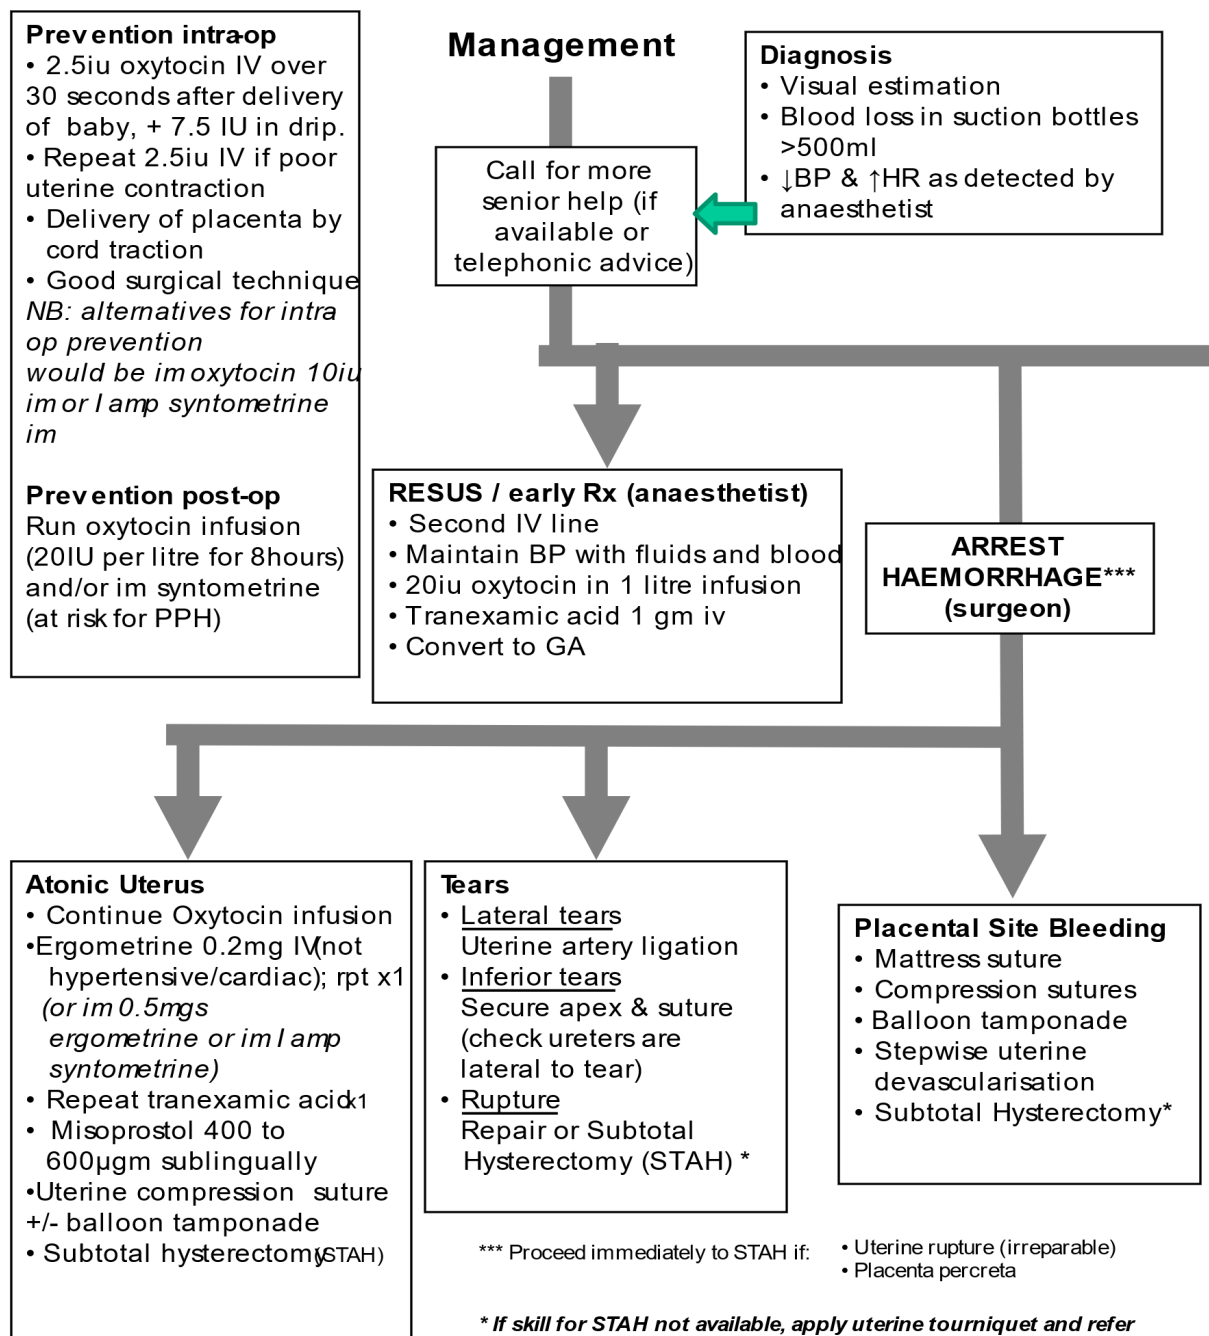 Prevention intra-op
• 2.5iu oxytocin IV over
30 seconds after delivery
of baby, + 7.5 IU in drip.
• Repeat 2.5iu IV if poor
uterine contraction
• Delivery of placenta by
cord traction
• Good surgical technique
NB: alternatives for intra
op prevention
would be im oxytocin 10iu
im or I amp syntometrine
im
Prevention post-op
Run oxytocin infusion
(20IU per litre for 8hours)
and/or im syntometrine
(at risk for PPH)
Management
Diagnosis
• Visual estimation
• Blood loss in suction bottles
>500ml
• ↓BP & ↑HR as detected by
anaesthetist
Call for more
senior help (if
available or
telephonic advice)
RESUS / early Rx (anaesthetist)
• Second IV line
• Maintain BP with fluids and blood
• 20iu oxytocin in 1 litre infusion
• Tranexamic acid 1 gm iv
• Convert to GA
ARREST
HAEMORRHAGE***
(surgeon)
Atonic Uterus
• Continue Oxytocin infusion
•Ergometrine 0.2mg IV(not
hypertensive/cardiac); rpt x1
(or im 0.5mgs
ergometrine or im I amp
syntometrine)
• Repeat tranexamic acid x1
• Misoprostol 400 to
600µgm sublingually
•Uterine compression suture
+/- balloon tamponade
• Subtotal hysterectomy (STAH)
Tears
• Lateral tears
Uterine artery ligation
• Inferior tears
Secure apex & suture
(check ureters are
lateral to tear)
• Rupture
Repair or Subtotal
Hysterectomy (STAH) *
Placental Site Bleeding
• Mattress suture
• Compression sutures
• Balloon tamponade
• Stepwise uterine
devascularisation
• Subtotal Hysterectomy*
*** Proceed immediately to STAH if:
• Uterine rupture (irreparable)
• Placenta percreta
* If skill for STAH not available, apply uterine tourniquet and refer